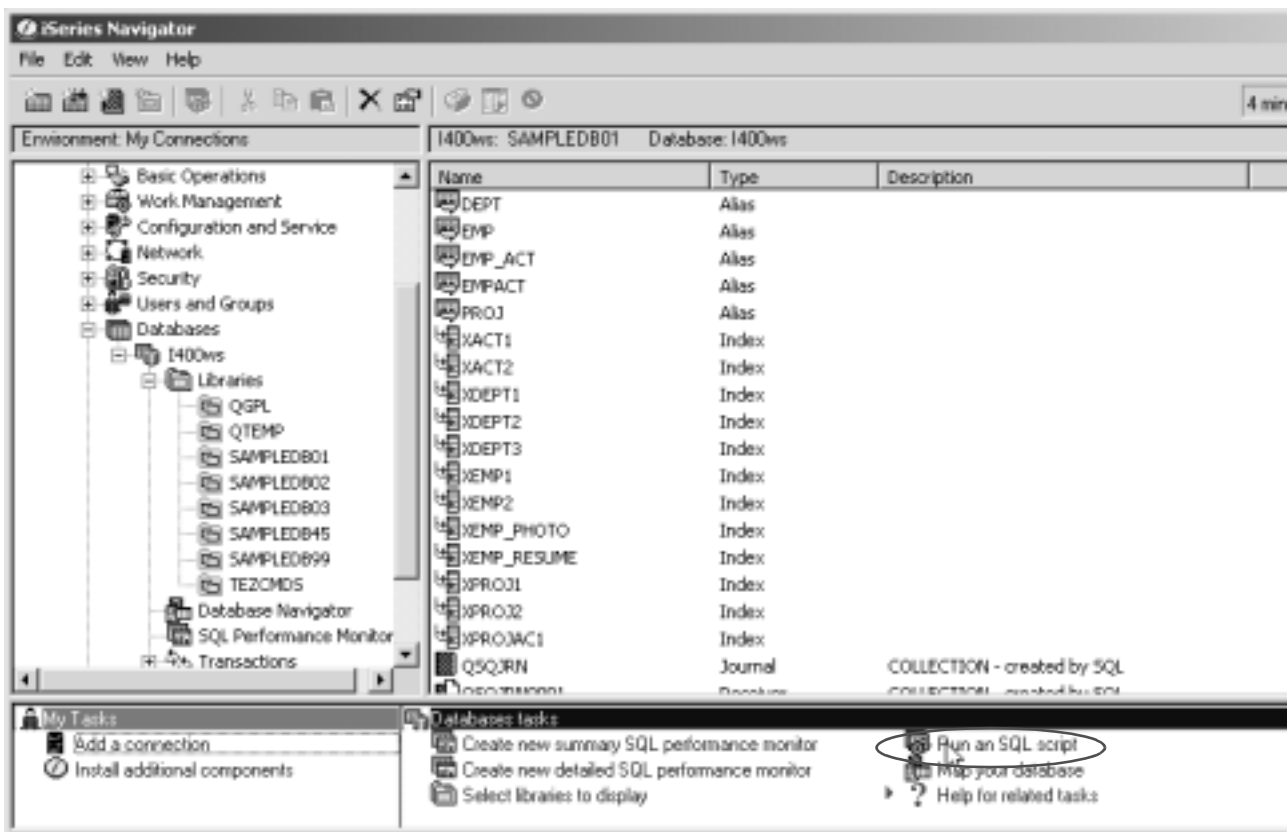 iSeries Navigator
File Edit View Help
4 min
Environment: My Connections
I400ws: SAMPLEDB01 Database: I400ws
Basic Operations
Work Management
Configuration and Service
Network
Security
Users and Groups
Databases
I400ws
Libraries
QGPL
QTEMP
SAMPLEDB01
SAMPLEDB02
SAMPLEDB03
SAMPLEDB45
SAMPLEDB99
TEZCMDS
Database Navigator
SQL Performance Monitor
Transactions
Name Type Description
DEPT Alias
EMP Alias
EMP_ACT Alias
EMPACT Alias
PROJ Alias
XACT1 Index
XACT2 Index
XDEPT1 Index
XDEPT2 Index
XDEPT3 Index
XEMP1 Index
XEMP2 Index
XEMP_PHOTO Index
XEMP_RESUME Index
XPROJ1 Index
XPROJ2 Index
XPROJAC1 Index
QSQJRN Journal COLLECTION - created by SQL
COLLECTION - created by SQL
My Tasks
Add a connection
Install additional components
Databases tasks
Create new summary SQL performance monitor
Create new detailed SQL performance monitor
Select libraries to display
Run an SQL script
Map your database
? Help for related tasks